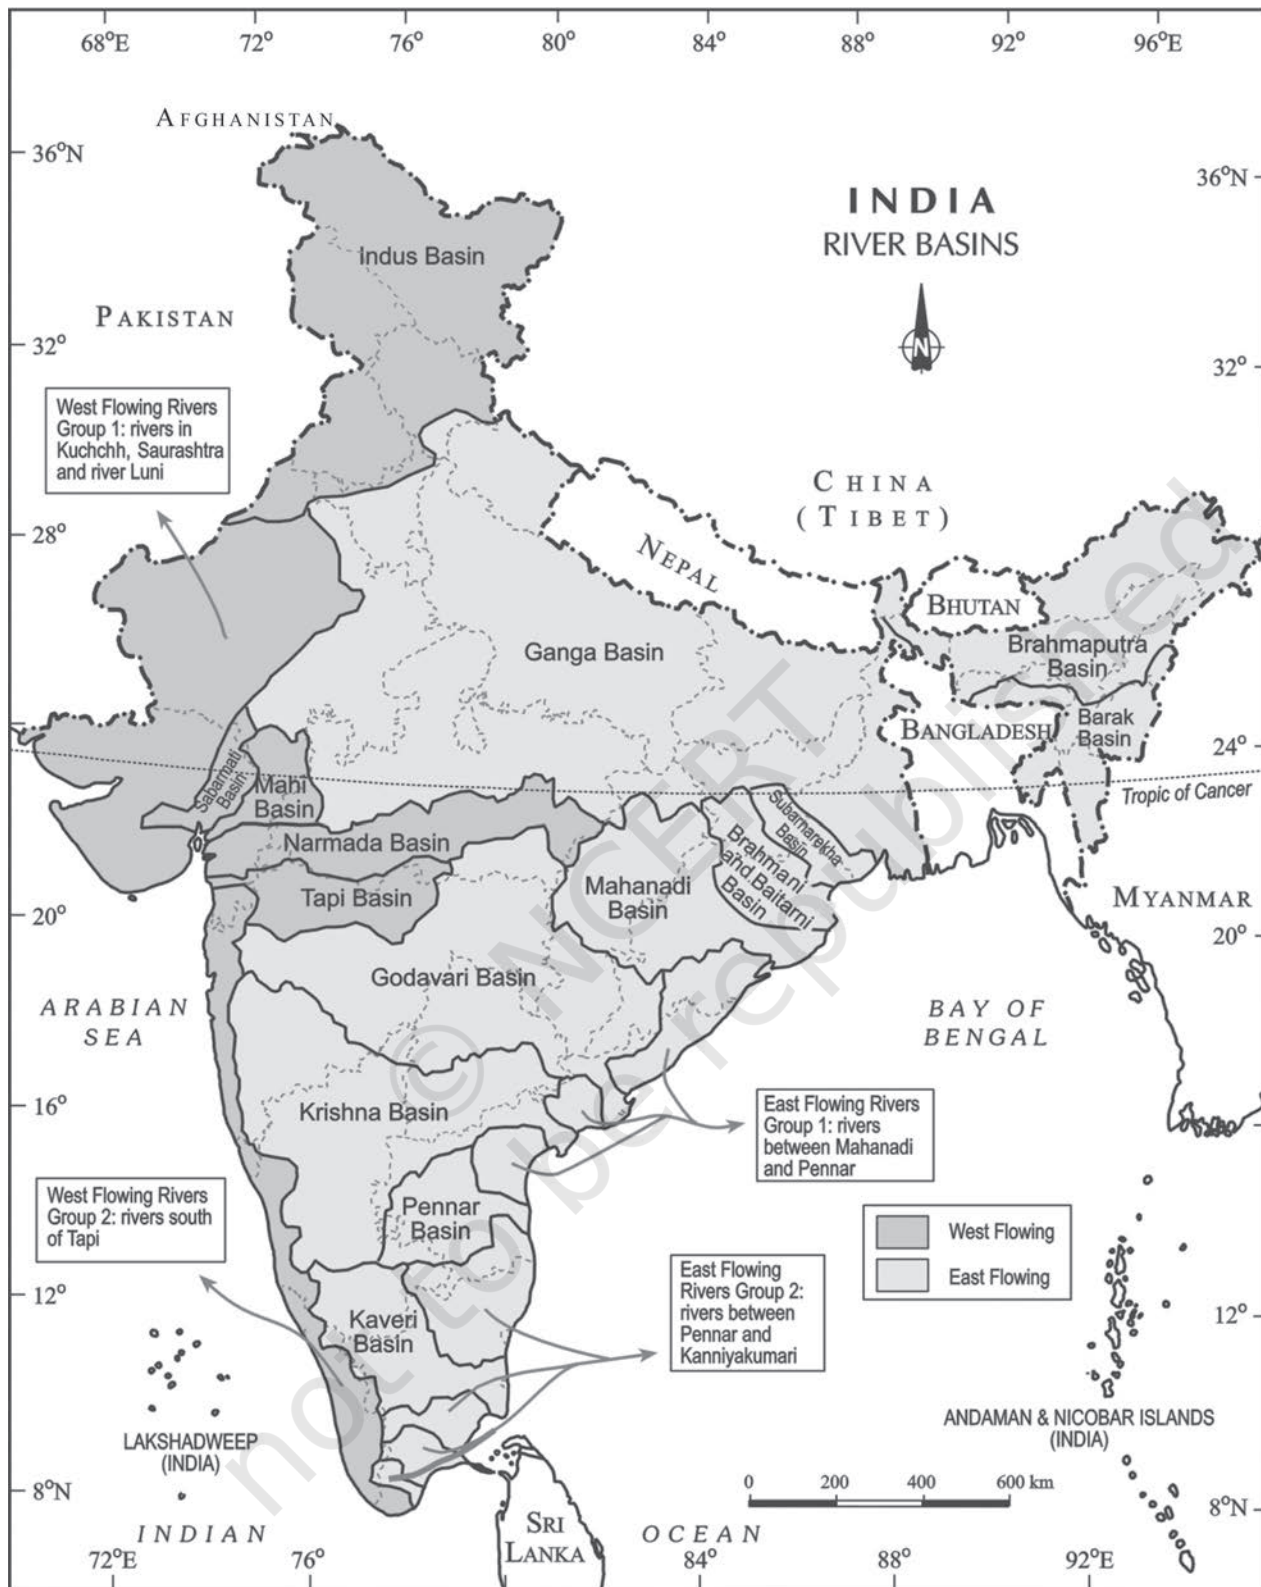 68°E 72° 76° 80° 84° 88° 92° 96°E
AFGHANISTAN
36°N
36°N
INDIA
RIVER BASINS
Indus Basin
N
PAKISTAN
32°
32°
West Flowing Rivers
Group 1: rivers in
Kuchchh, Saurashtra
and river Luni
CHINA
(TIBET)
28°
NEPAL
BHUTAN
Ganga Basin
Brahmaputra
Basin
BANGLADESH
Barak
Basin
24°
Sabarmati
Basin
Mahi
Basin
Tropic of Cancer
Subarnarekha
Basin
Narmada Basin
Brahmani
and Baitarni
Basin
Tapi Basin
Mahanadi
Basin
MYANMAR
20°
20°
Godavari Basin
ARABIAN
SEA
BAY OF
BENGAL
16°
Krishna Basin
East Flowing Rivers
Group 1: rivers
between Mahanadi
and Pennar
West Flowing Rivers
Group 2: rivers south
of Tapi
Pennar
Basin
West Flowing
East Flowing
12°
12°
Kaveri
Basin
East Flowing
Rivers Group 2:
rivers between
Pennar and
Kanniyakumari
LAKSHADWEEP
(INDIA)
ANDAMAN & NICOBAR ISLANDS
(INDIA)
0 200 400 600 km
8°N
8°N
INDIAN OCEAN
SRI
LANKA
72°E 76° 84° 88° 92°E
© NCERT
not to be republished